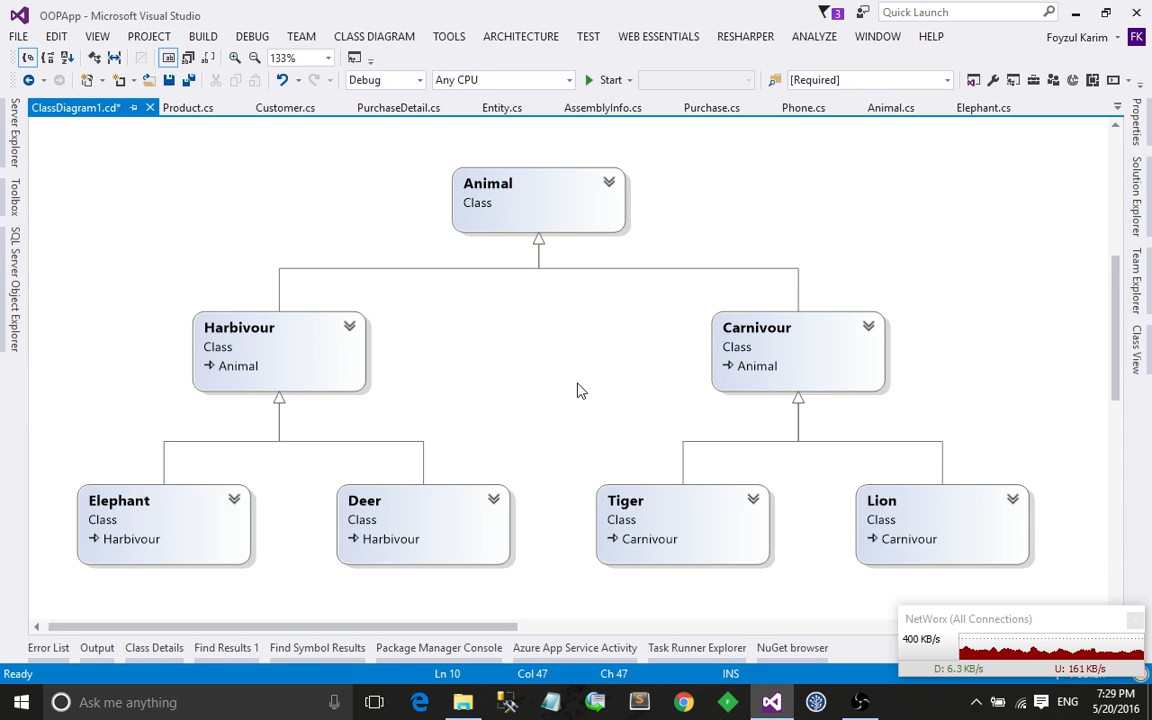 OOPApp - Microsoft Visual Studio
3
Quick Launch
FILE EDIT VIEW PROJECT BUILD DEBUG TEAM TOOLS CLASS DIAGRAM ARCHITECTURE TEST WEB ESSENTIALS RESHARPER ANALYZE WINDOW HELP
Foyzul Karim FK
133%
Debug Any CPU Start [Required]
ClassDiagram1.cd* Product.cs Customer.cs PurchaseDetail.cs Entity.cs AssemblyInfo.cs Purchase.cs Phone.cs Animal.cs Elephant.cs
Server Explorer
Toolbox
SQL Server Object Explorer
Properties
Solution Explorer
Team Explorer
Class View
Animal
Class
Harbivour
Class
Animal
Carnivour
Class
Animal
Elephant
Class
Harbivour
Deer
Class
Harbivour
Tiger
Class
Carnivour
Lion
Class
Carnivour
NetWorx (All Connections)
400 KB/s
D: 6.3 KB/s U: 161 KB/s
Error List Output Class Details Find Results 1 Find Symbol Results Package Manager Console Azure App Service Activity Task Runner Explorer NuGet browser
Ready Ln 10 Col 47 Ch 47 INS
Ask me anything
ENG
7:29 PM
5/20/2016